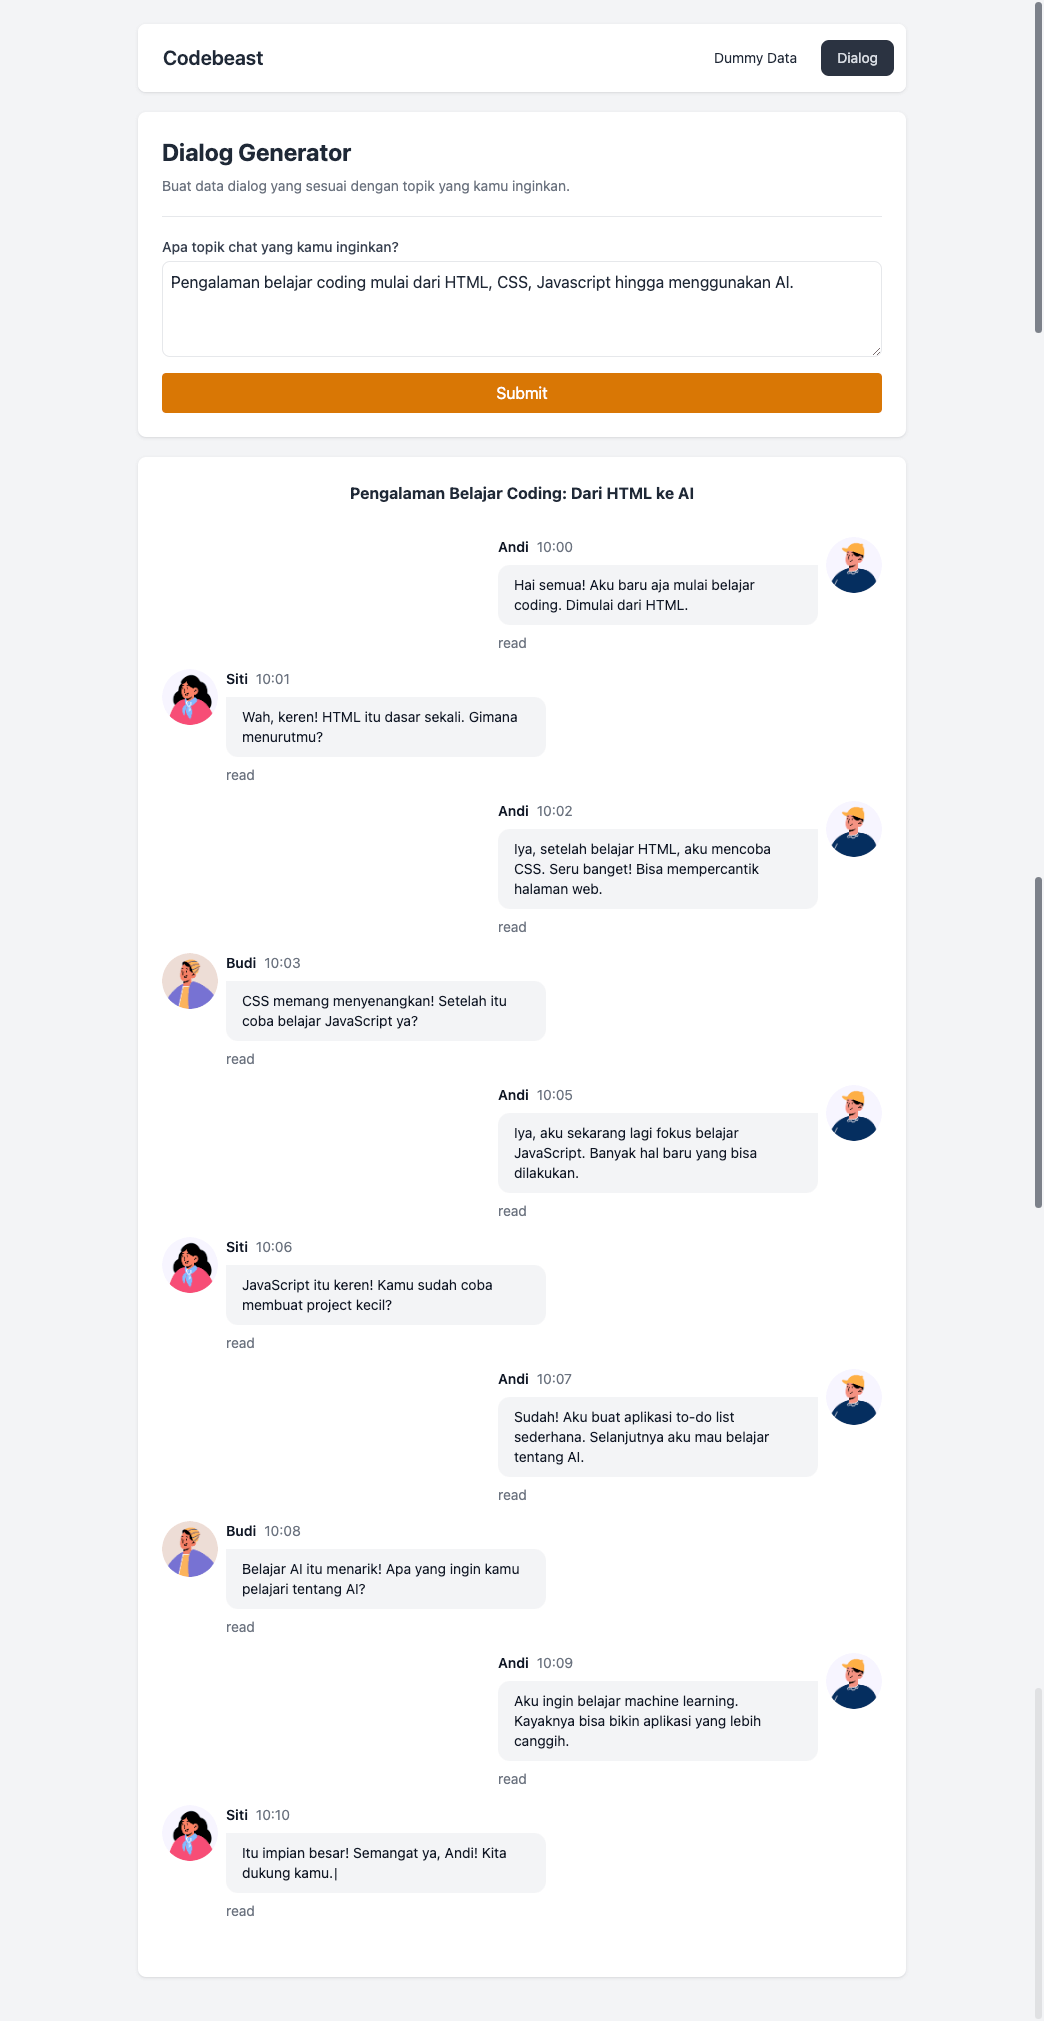 Codebeast
Dummy Data
Dialog
Dialog Generator
Buat data dialog yang sesuai dengan topik yang kamu inginkan.
Apa topik chat yang kamu inginkan?
Pengalaman belajar coding mulai dari HTML, CSS, Javascript hingga menggunakan AI.
Submit
Pengalaman Belajar Coding: Dari HTML ke AI
Andi 10:00
Hai semua! Aku baru aja mulai belajar
coding. Dimulai dari HTML.
read
Siti 10:01
Wah, keren! HTML itu dasar sekali. Gimana
menurutmu?
read
Andi 10:02
Iya, setelah belajar HTML, aku mencoba
CSS. Seru banget! Bisa mempercantik
halaman web.
read
Budi 10:03
CSS memang menyenangkan! Setelah itu
coba belajar JavaScript ya?
read
Andi 10:05
Iya, aku sekarang lagi fokus belajar
JavaScript. Banyak hal baru yang bisa
dilakukan.
read
Siti 10:06
JavaScript itu keren! Kamu sudah coba
membuat project kecil?
read
Andi 10:07
Sudah! Aku buat aplikasi to-do list
sederhana. Selanjutnya aku mau belajar
tentang AI.
read
Budi 10:08
Belajar AI itu menarik! Apa yang ingin kamu
pelajari tentang AI?
read
Andi 10:09
Aku ingin belajar machine learning.
Kayaknya bisa bikin aplikasi yang lebih
canggih.
read
Siti 10:10
Itu impian besar! Semangat ya, Andi! Kita
dukung kamu.|
read